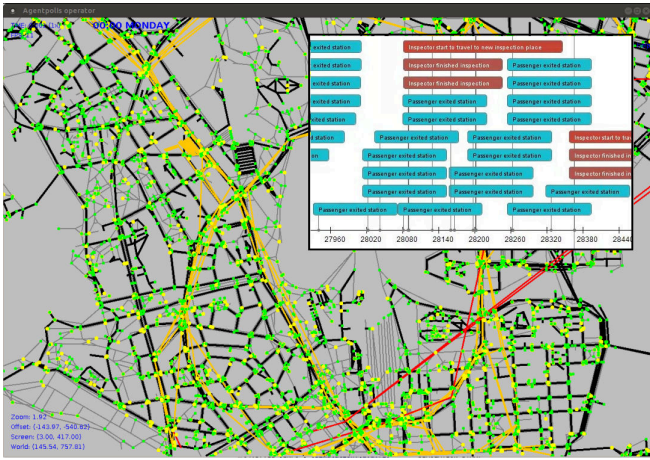 Agentpolis operator
00:00 MONDAY
exited station
Inspector start to travel to new inspection place
exited station
Inspector finished inspection
Passenger exited station
exited station
Inspector finished inspection
Passenger exited station
exited station
Passenger exited station
Passenger exited station
exited station
Passenger exited station
Passenger exited station
station
Passenger exited station
Passenger exited station
Inspector start to tra
on
Passenger exited station
Passenger exited station
Inspector finished in
Passenger exited station
Passenger exited station
Inspector finished in
Passenger exited station
Passenger exited station
Passenger exited station
Passenger exited station
Passenger exited station
Passenger exited station
27960 28020 28080 28140 28200 28260 28320 28380 28440
Zoom: 1.92
Offset: (-143.97, -540.62)
Screen: (3.00, 417.00)
World: (145.54, 757.81)